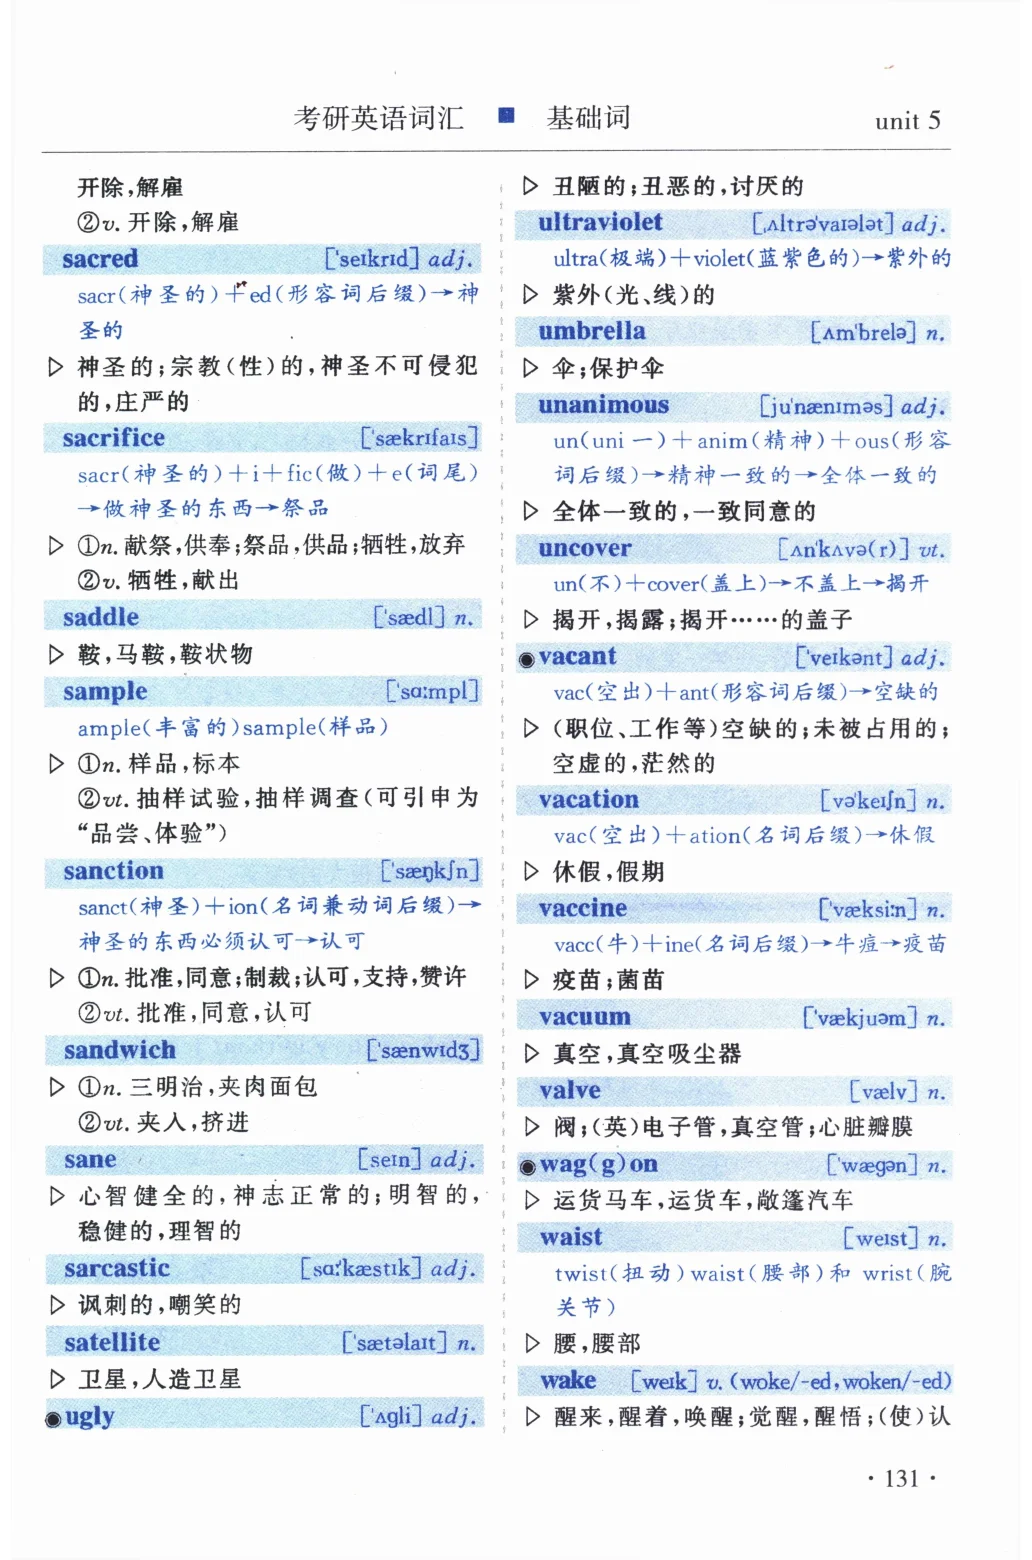 考研英语词汇 ■ 基础词 unit 5
开除,解雇
②v. 开除,解雇
sacred ['seɪkrɪd] adj.
sacr(神圣的)+ed(形容词后缀)→神
圣的
▷ 神圣的;宗教(性)的,神圣不可侵犯
的,庄严的
sacrifice ['sækrɪfaɪs]
sacr(神圣的)+i+fic(做)+e(词尾)
→做神圣的东西→祭品
▷ ①n. 献祭,供奉;祭品,供品;牺牲,放弃
②v. 牺牲,献出
saddle ['sædl] n.
▷ 鞍,马鞍,鞍状物
sample ['sɑ:mpl]
ample(丰富的)sample(样品)
▷ ①n. 样品,标本
②vt. 抽样试验,抽样调查(可引申为
“品尝、体验”)
sanction ['sæŋkʃn]
sanct(神圣)+ion(名词兼动词后缀)→
神圣的东西必须认可→认可
▷ ①n. 批准,同意;制裁;认可,支持,赞许
②vt. 批准,同意,认可
sandwich ['sænwɪdʒ]
▷ ①n. 三明治,夹肉面包
②vt. 夹入,挤进
sane [seɪn] adj.
▷ 心智健全的,神志正常的;明智的,
稳健的,理智的
sarcastic [sɑ:'kæstɪk] adj.
▷ 讽刺的,嘲笑的
satellite ['sætəlaɪt] n.
▷ 卫星,人造卫星
◉ugly ['ʌgli] adj.
▷ 丑陋的;丑恶的,讨厌的
ultraviolet [ˌʌltrə'vaɪələt] adj.
ultra(极端)+violet(蓝紫色的)→紫外的
▷ 紫外(光、线)的
umbrella [ʌm'brelə] n.
▷ 伞;保护伞
unanimous [ju'nænɪməs] adj.
un(uni 一)+anim(精神)+ous(形容
词后缀)→精神一致的→全体一致的
▷ 全体一致的,一致同意的
uncover [ʌn'kʌvə(r)] vt.
un(不)+cover(盖上)→不盖上→揭开
▷ 揭开,揭露;揭开……的盖子
◉vacant ['veɪkənt] adj.
vac(空出)+ant(形容词后缀)→空缺的
▷ (职位、工作等)空缺的;未被占用的;
空虚的,茫然的
vacation [və'keɪʃn] n.
vac(空出)+ation(名词后缀)→休假
▷ 休假,假期
vaccine ['væksi:n] n.
vacc(牛)+ine(名词后缀)→牛痘→疫苗
▷ 疫苗;菌苗
vacuum ['vækjuəm] n.
▷ 真空,真空吸尘器
valve [vælv] n.
▷ 阀;(英)电子管,真空管;心脏瓣膜
◉wag(g)on ['wægən] n.
▷ 运货马车,运货车,敞篷汽车
waist [weɪst] n.
twist(扭动)waist(腰部)和 wrist(腕
关节)
▷ 腰,腰部
wake [weɪk] v. (woke/-ed,woken/-ed)
▷ 醒来,醒着,唤醒;觉醒,醒悟;(使)认
· 131 ·